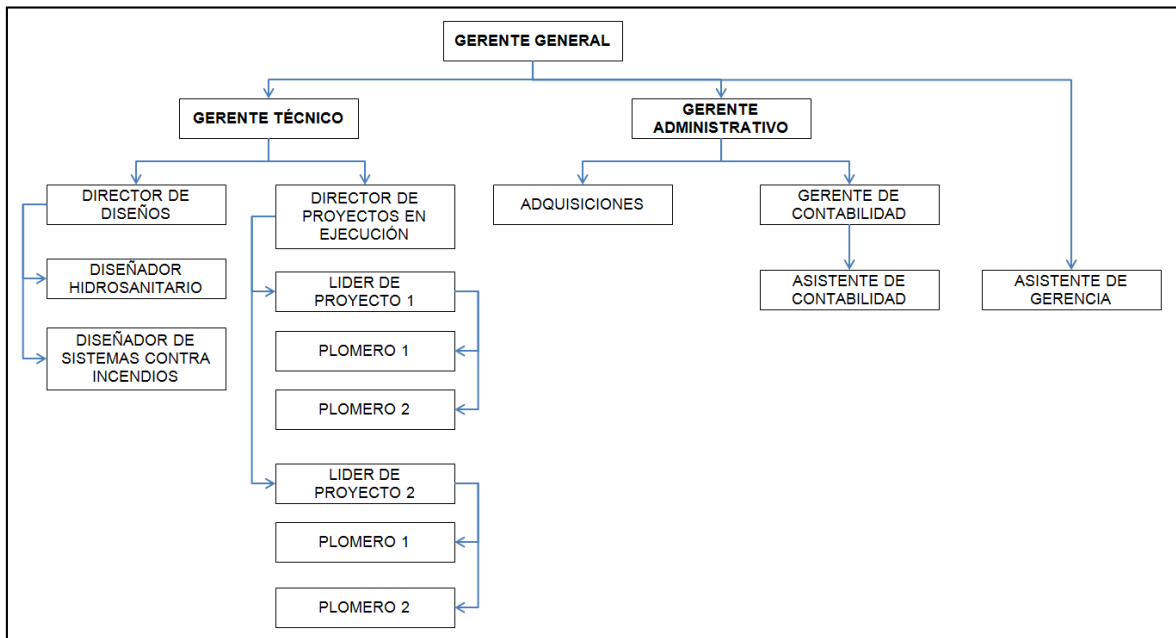 GERENTE GENERAL
GERENTE TÉCNICO
GERENTE
ADMINISTRATIVO
DIRECTOR DE
DISEÑOS
DIRECTOR DE
PROYECTOS EN
EJECUCIÓN
ADQUISICIONES
GERENTE DE
CONTABILIDAD
DISEÑADOR
HIDROSANITARIO
LIDER DE
PROYECTO 1
ASISTENTE DE
CONTABILIDAD
ASISTENTE DE
GERENCIA
DISEÑADOR DE
SISTEMAS CONTRA
INCENDIOS
PLOMERO 1
PLOMERO 2
LIDER DE
PROYECTO 2
PLOMERO 1
PLOMERO 2